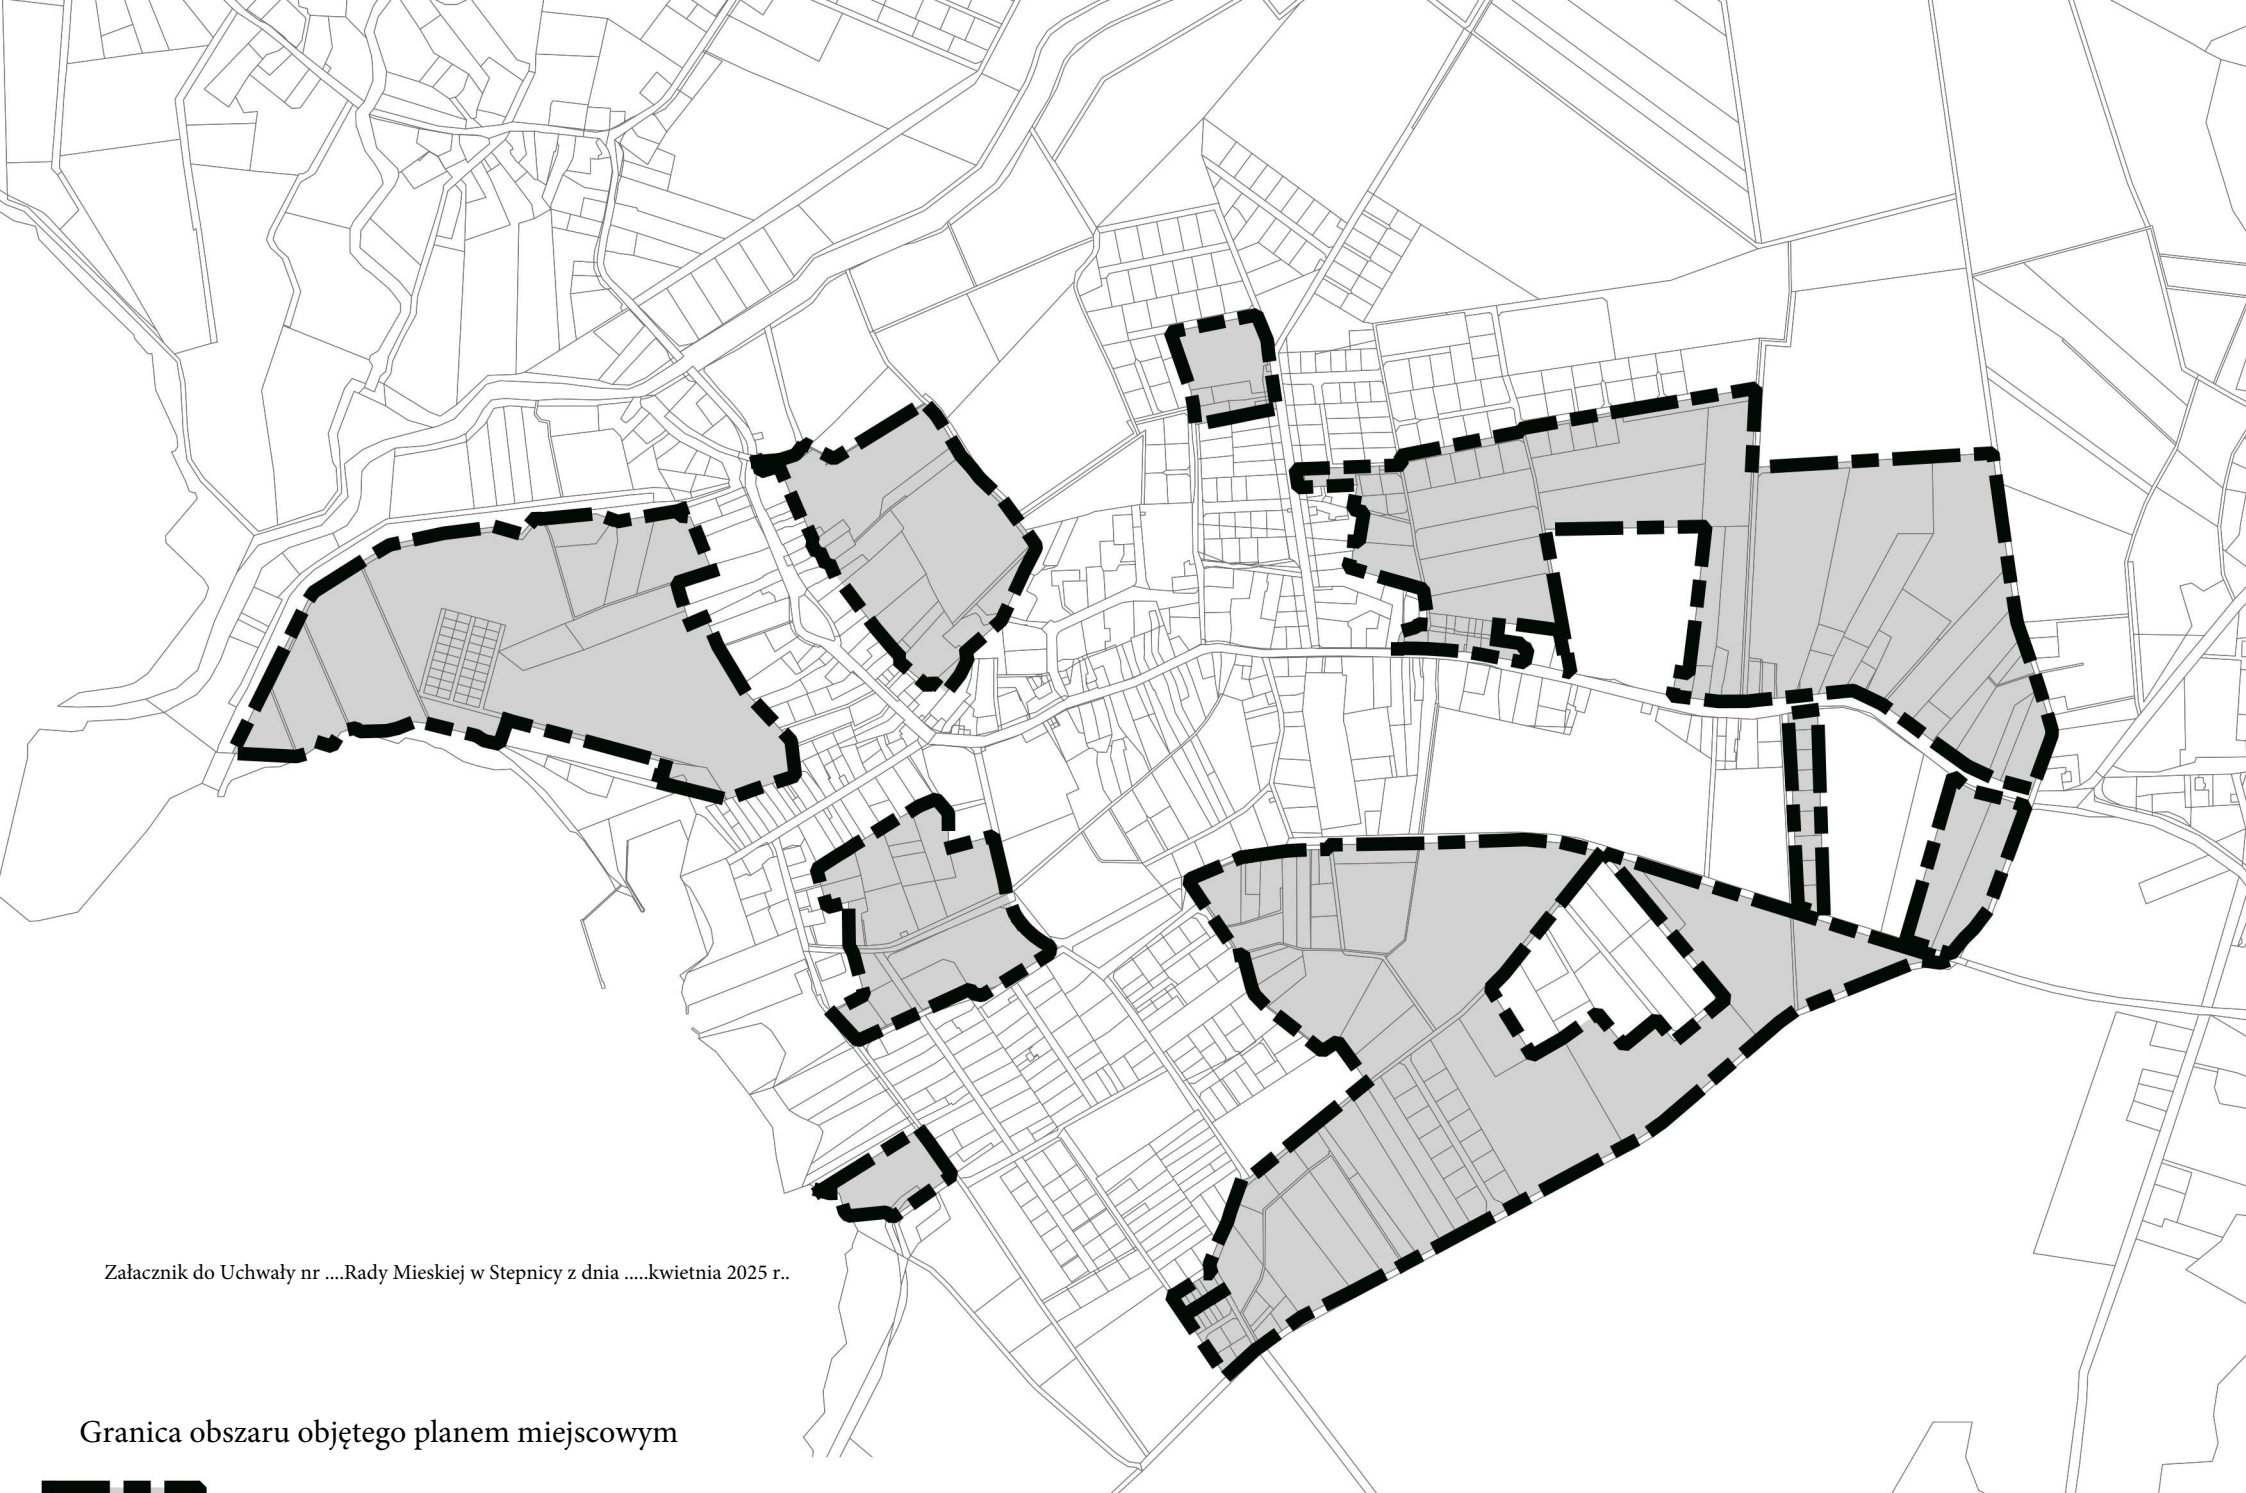 Załacznik do Uchwały nr ....Rady Mieskiej w Stepnicy z dnia .....kwietnia 2025 r..
Granica obszaru objętego planem miejscowym